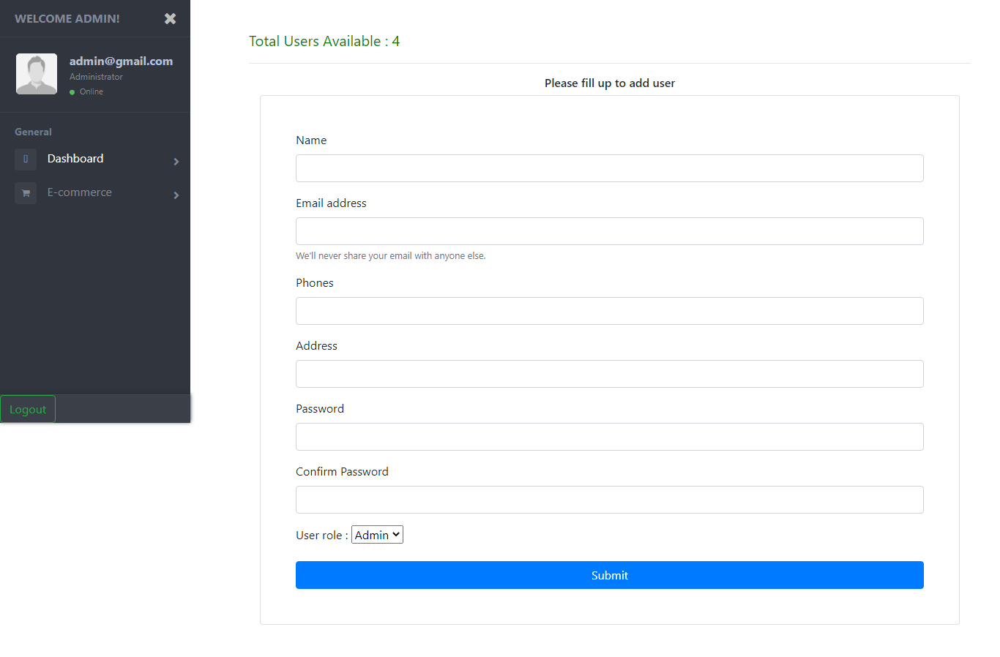 WELCOME ADMIN!
admin@gmail.com
Administrator
Online
General
Dashboard
E-commerce
Logout
Total Users Available : 4
Please fill up to add user
Name
Email address
We'll never share your email with anyone else.
Phones
Address
Password
Confirm Password
User role : Admin
Submit